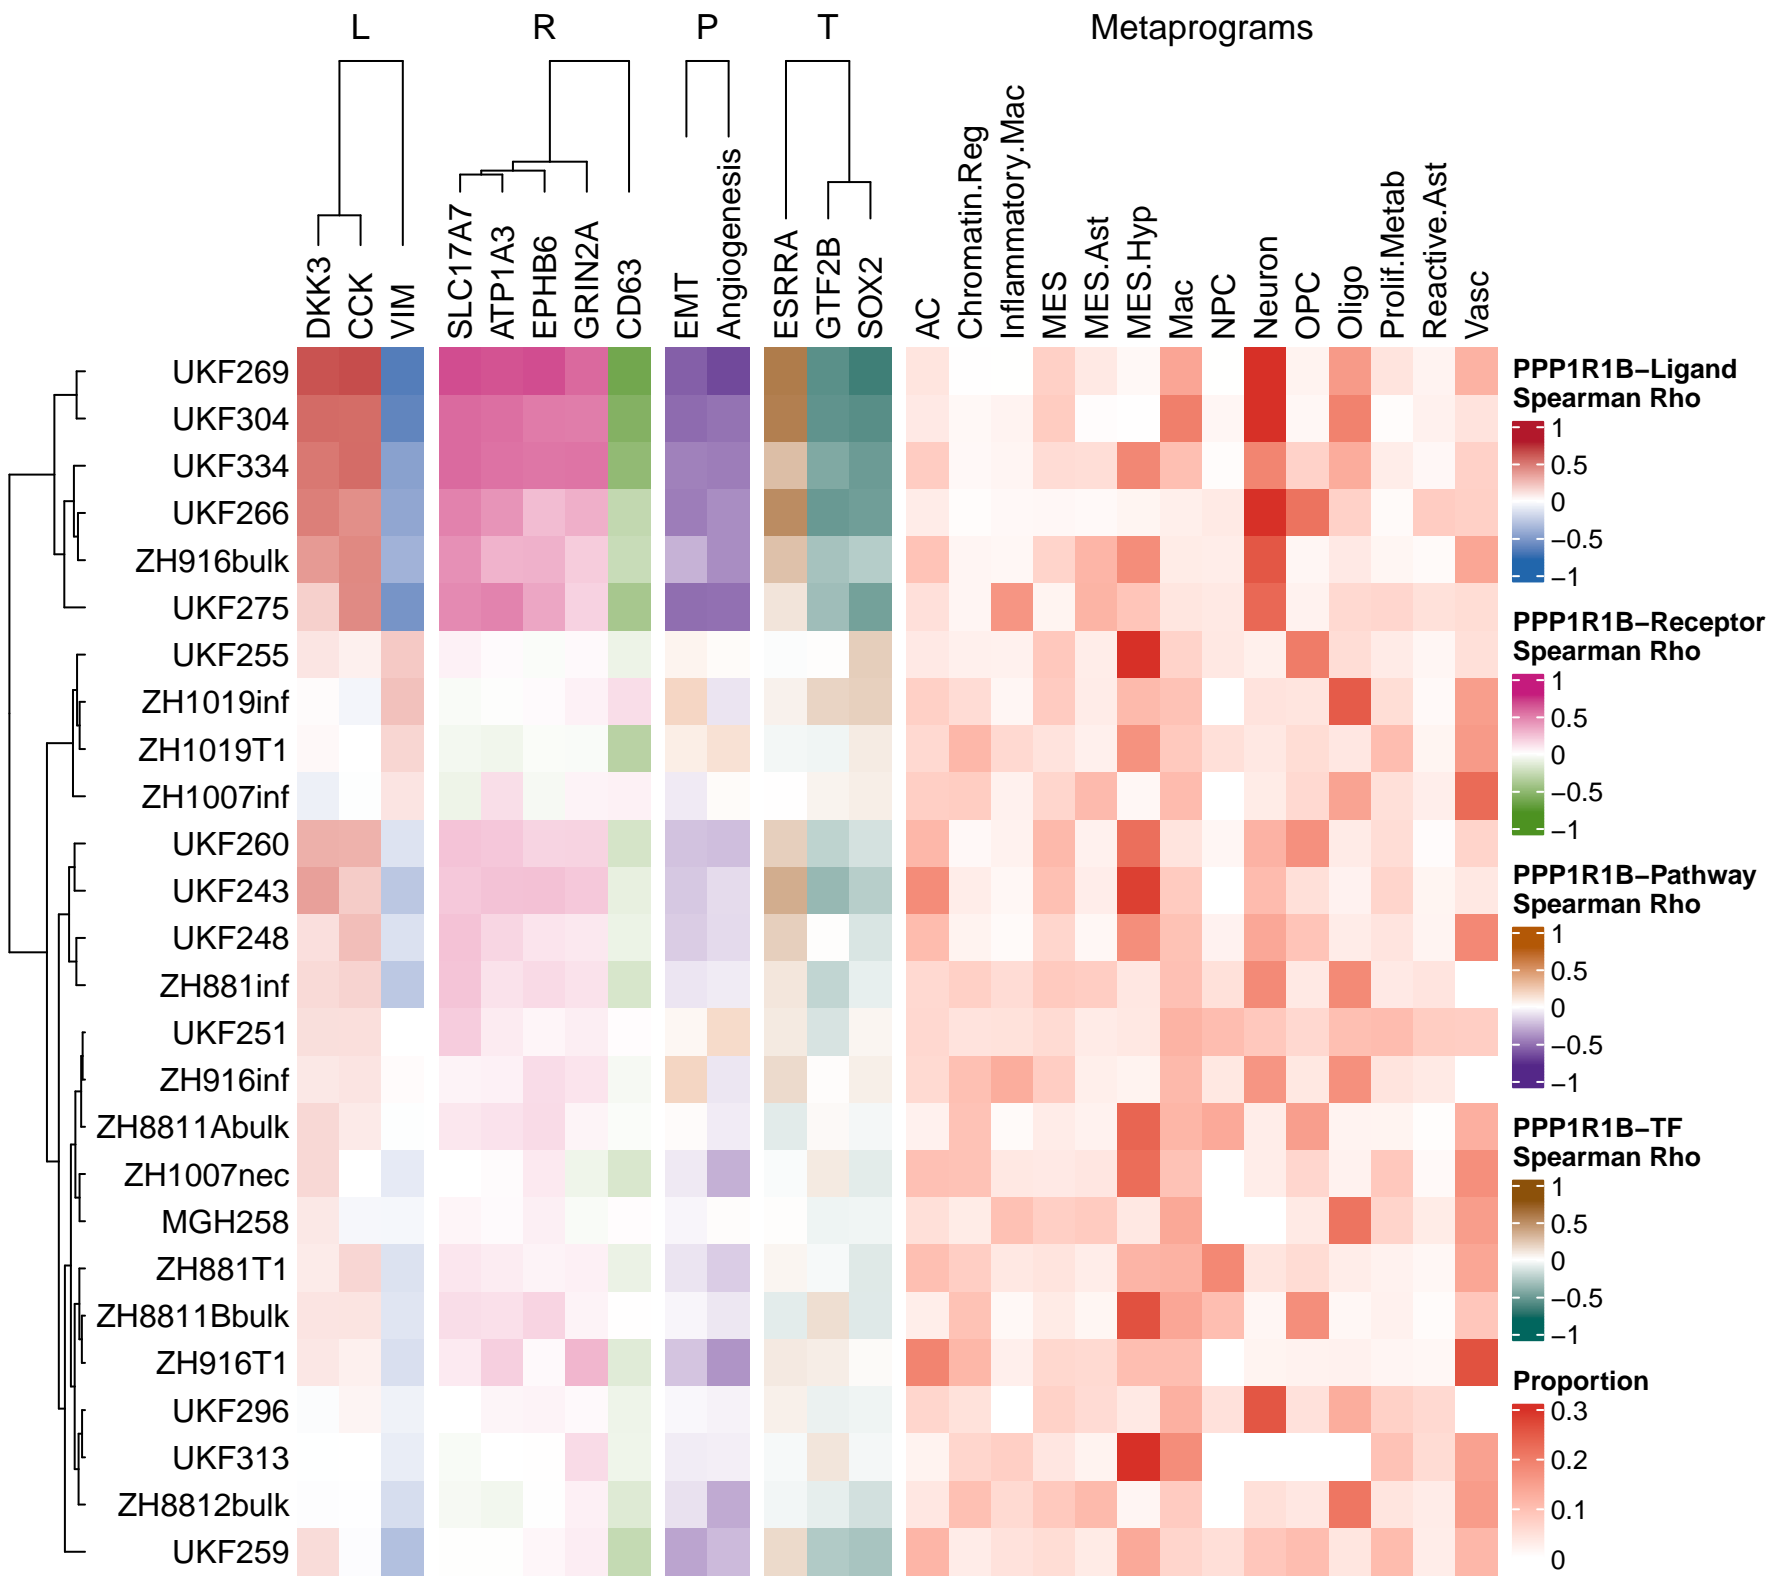 L R P T Metaprograms
DKK3
CCK
VIM
SLC17A7
ATP1A3
EPHB6
GRIN2A
CD63
EMT
Angiogenesis
ESRRA
GTF2B
SOX2
AC
Chromatin.Reg
Inflammatory.Mac
MES
MES.Ast
MES.Hyp
Mac
NPC
Neuron
OPC
Oligo
Prolif.Metab
Reactive.Ast
Vasc
UKF269
UKF304
UKF334
UKF266
ZH916bulk
UKF275
UKF255
ZH1019inf
ZH1019T1
ZH1007inf
UKF260
UKF243
UKF248
ZH881inf
UKF251
ZH916inf
ZH8811Abulk
ZH1007nec
MGH258
ZH881T1
ZH8811Bbulk
ZH916T1
UKF296
UKF313
ZH8812bulk
UKF259
PPP1R1B−Ligand
Spearman Rho
1
0.5
0
−0.5
−1
PPP1R1B−Receptor
Spearman Rho
1
0.5
0
−0.5
−1
PPP1R1B−Pathway
Spearman Rho
1
0.5
0
−0.5
−1
PPP1R1B−TF
Spearman Rho
1
0.5
0
−0.5
−1
Proportion
0.3
0.2
0.1
0